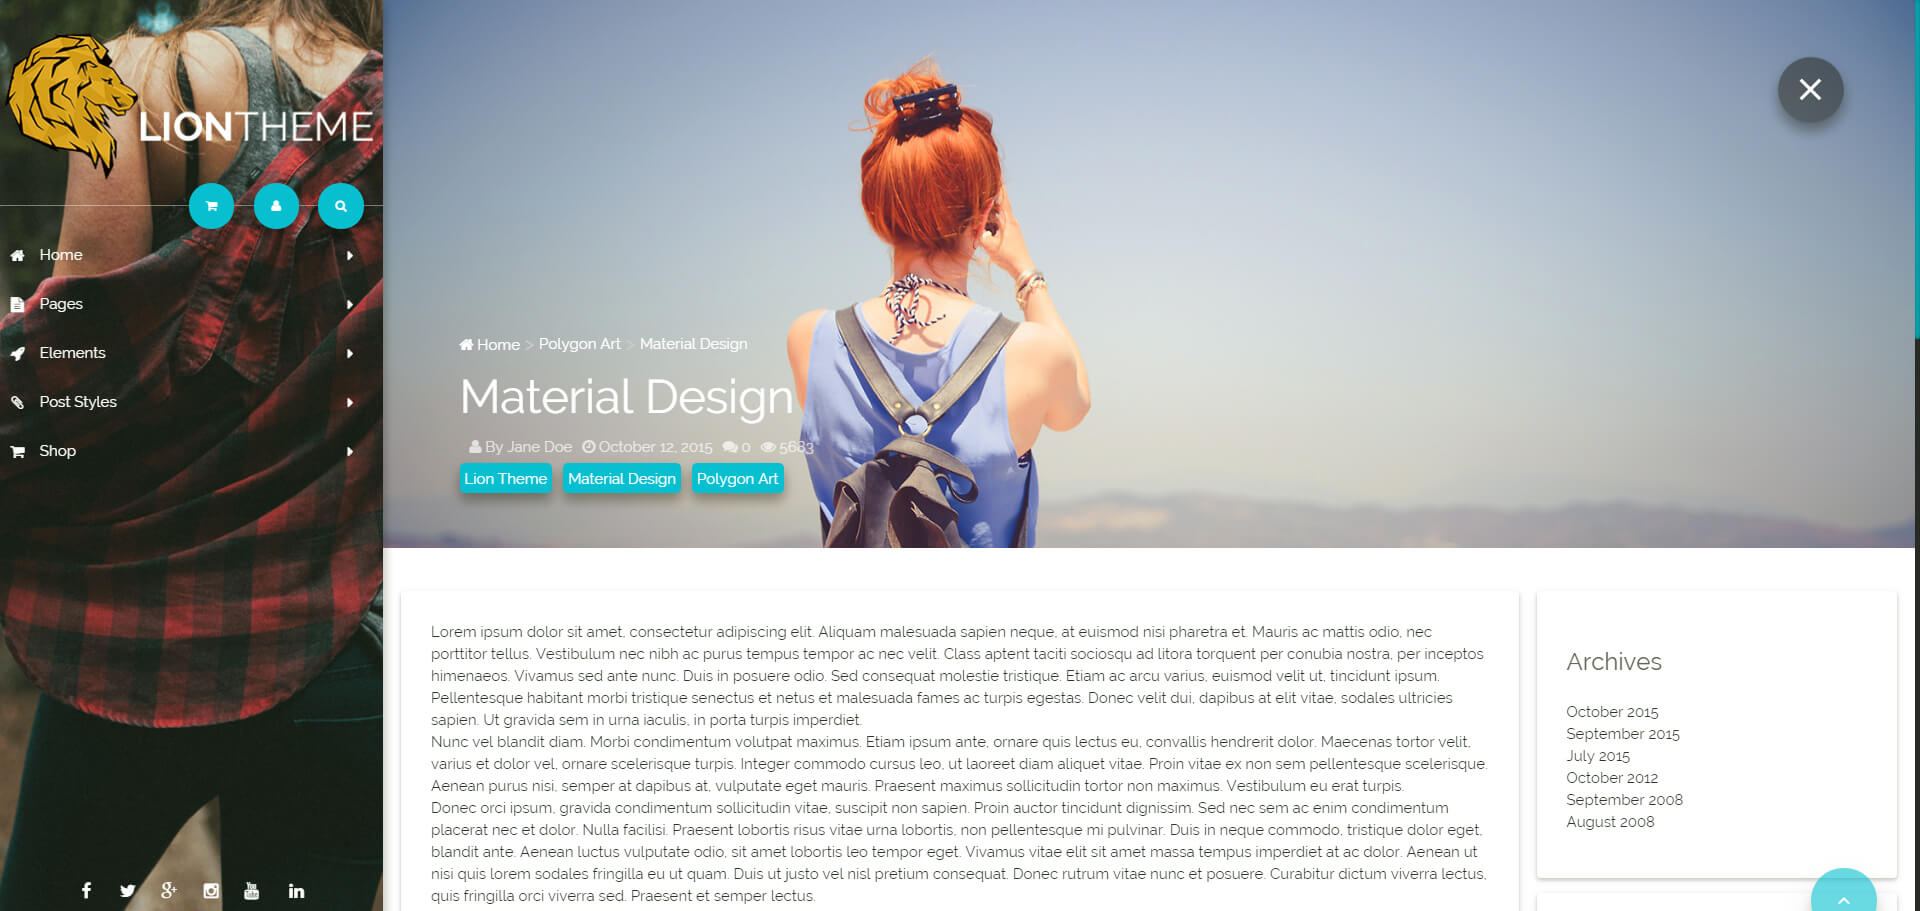 LIONTHEME
Home
Pages
Elements
Post Styles
Shop
Home > Polygon Art > Material Design
Material Design
By Jane Doe October 12, 2015 0 5683
Lion Theme Material Design Polygon Art
Lorem ipsum dolor sit amet, consectetur adipiscing elit. Aliquam malesuada sapien neque, at euismod nisi pharetra et. Mauris ac mattis odio, nec
porttitor tellus. Vestibulum nec nibh ac purus tempus tempor ac nec velit. Class aptent taciti sociosqu ad litora torquent per conubia nostra, per inceptos
himenaeos. Vivamus sed ante nunc. Duis in posuere odio. Sed consequat molestie tristique. Etiam ac arcu varius, euismod velit ut, tincidunt ipsum.
Pellentesque habitant morbi tristique senectus et netus et malesuada fames ac turpis egestas. Donec velit dui, dapibus at elit vitae, sodales ultricies
sapien. Ut gravida sem in urna iaculis, in porta turpis imperdiet.
Nunc vel blandit diam. Morbi condimentum volutpat maximus. Etiam ipsum ante, ornare quis lectus eu, convallis hendrerit dolor. Maecenas tortor velit,
varius et dolor vel, ornare scelerisque turpis. Integer commodo cursus leo, ut laoreet diam aliquet vitae. Proin vitae ex non sem pellentesque scelerisque.
Aenean purus nisi, semper at dapibus at, vulputate eget mauris. Praesent maximus sollicitudin tortor non maximus. Vestibulum eu erat turpis.
Donec orci ipsum, gravida condimentum sollicitudin vitae, suscipit non sapien. Proin auctor tincidunt dignissim. Sed nec sem ac enim condimentum
placerat nec et dolor. Nulla facilisi. Praesent lobortis risus vitae urna lobortis, non pellentesque mi pulvinar. Duis in neque commodo, tristique dolor eget,
blandit ante. Aenean luctus vulputate odio, sit amet lobortis leo tempor eget. Vivamus vitae elit sit amet massa tempus imperdiet at ac dolor. Aenean ut
nisi quis lorem sodales fringilla eu ut quam. Duis ut justo vel nisl pretium consequat. Donec rutrum vitae nunc et posuere. Curabitur dictum viverra lectus,
quis fringilla orci viverra sed. Praesent et semper lectus.
Archives
October 2015
September 2015
July 2015
October 2012
September 2008
August 2008